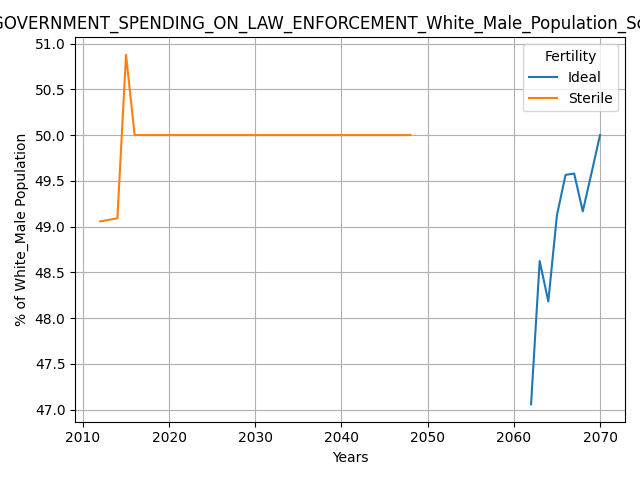 GOVERNMENT_SPENDING_ON_LAW_ENFORCEMENT_White_Male_Population_Sc
51.0
50.5
50.0
49.5
49.0
48.5
48.0
47.5
47.0
% of White_Male Population
2010 2020 2030 2040 2050 2060 2070
Years
Fertility
Ideal
Sterile